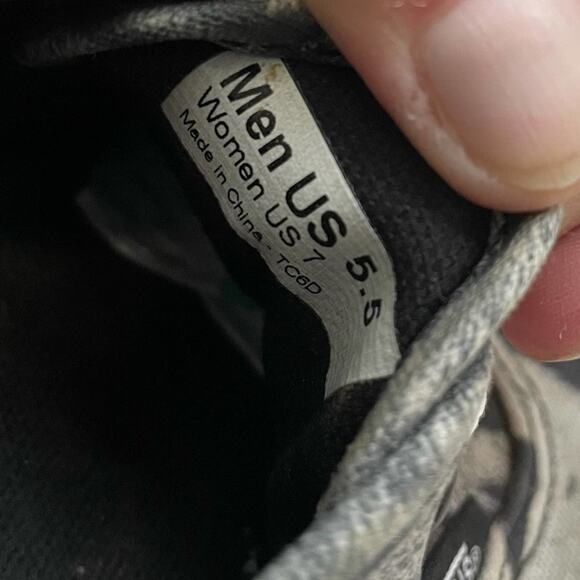 Men US 5.5
Women US 7
Made in China - TC6D